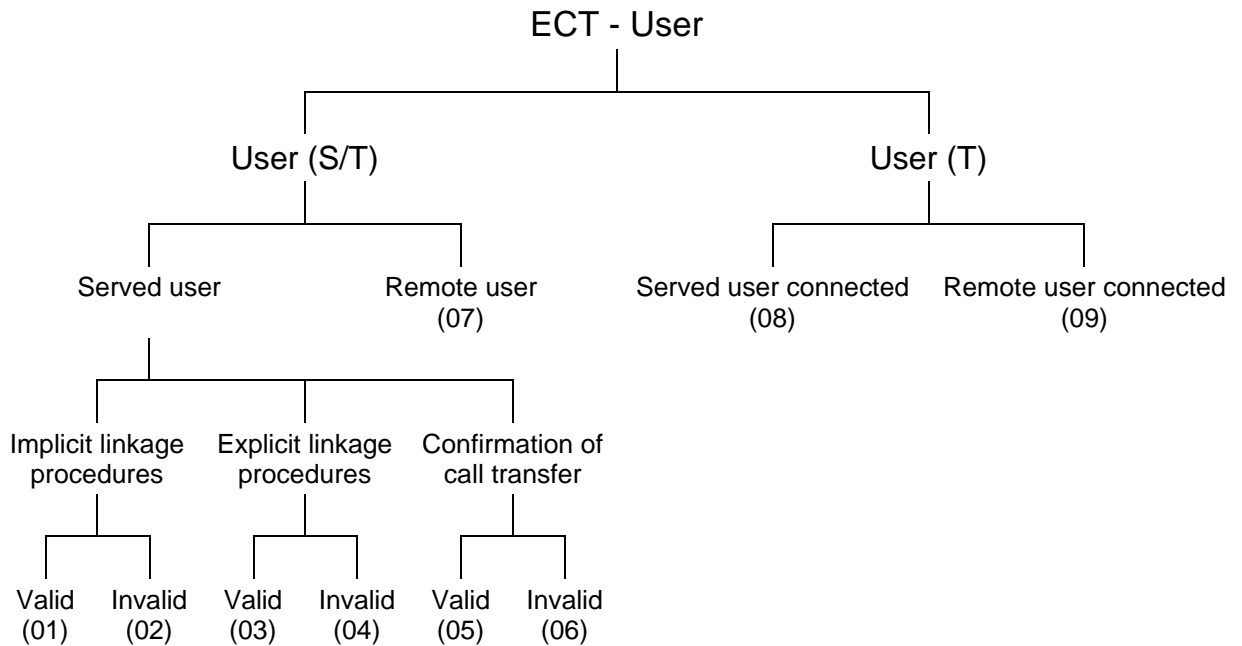 ECT - User
User (S/T)
User (T)
Served user
Remote user
(07)
Served user connected
(08)
Remote user connected
(09)
Implicit linkage
procedures
Explicit linkage
procedures
Confirmation of
call transfer
Valid
(01)
Invalid
(02)
Valid
(03)
Invalid
(04)
Valid
(05)
Invalid
(06)